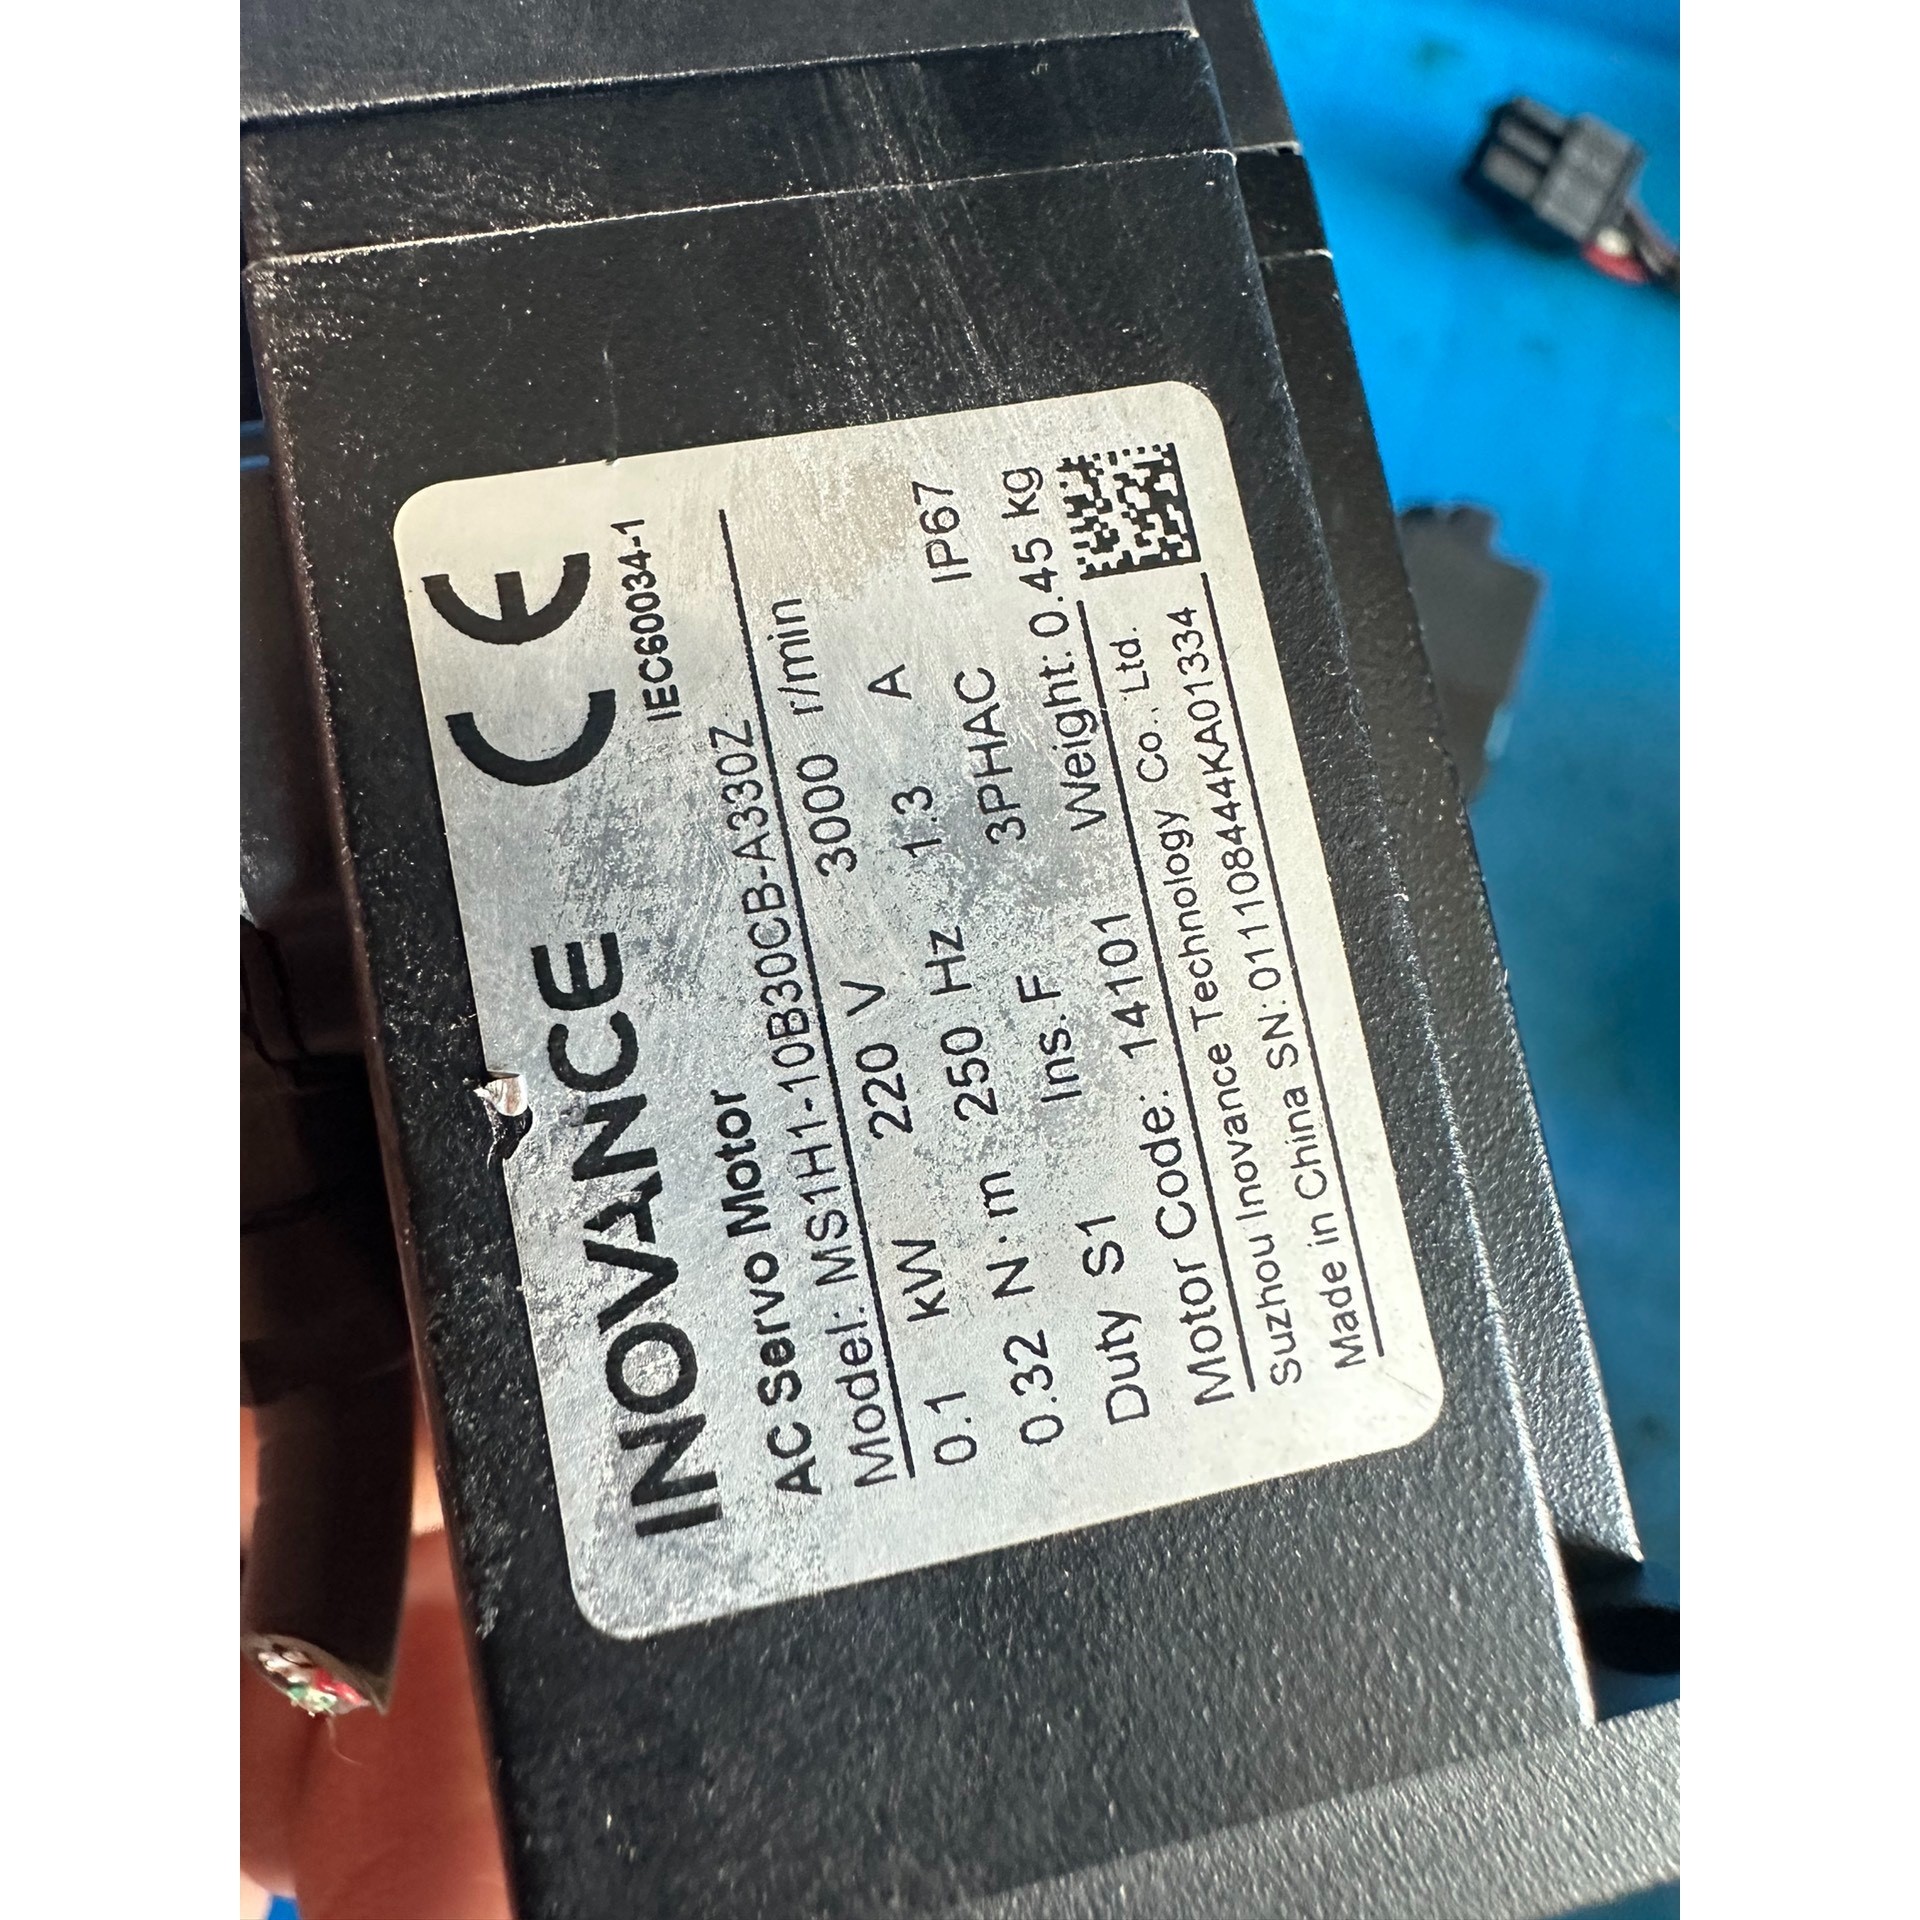 INOVANCE CE
IEC60034-1
AC Servo Motor
Model: MS1H1-10B30CB-A330Z
0.1 kW 220 V 3000 r/min
0.32 N·m 250 Hz 1.3 A
Duty S1 Ins.F 3PHAC IP67
Motor Code: 14101 Weight: 0.45 kg
Suzhou Inovance Technology Co., Ltd.
Made in China SN:01110844KA01334